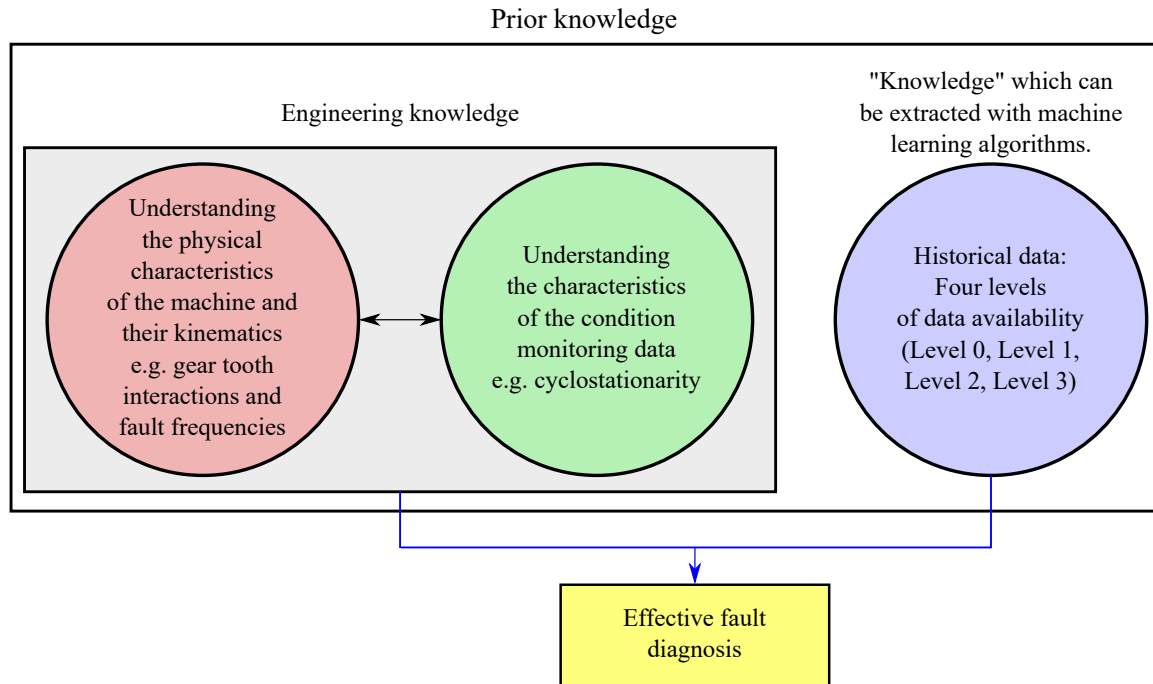 Prior knowledge
Engineering knowledge
"Knowledge" which can
be extracted with machine
learning algorithms.
Understanding
the physical
characteristics
of the machine and
their kinematics
e.g. gear tooth
interactions and
fault frequencies
Understanding
the characteristics
of the condition
monitoring data
e.g. cyclostationarity
Historical data:
Four levels
of data availability
(Level 0, Level 1,
Level 2, Level 3)
Effective fault
diagnosis